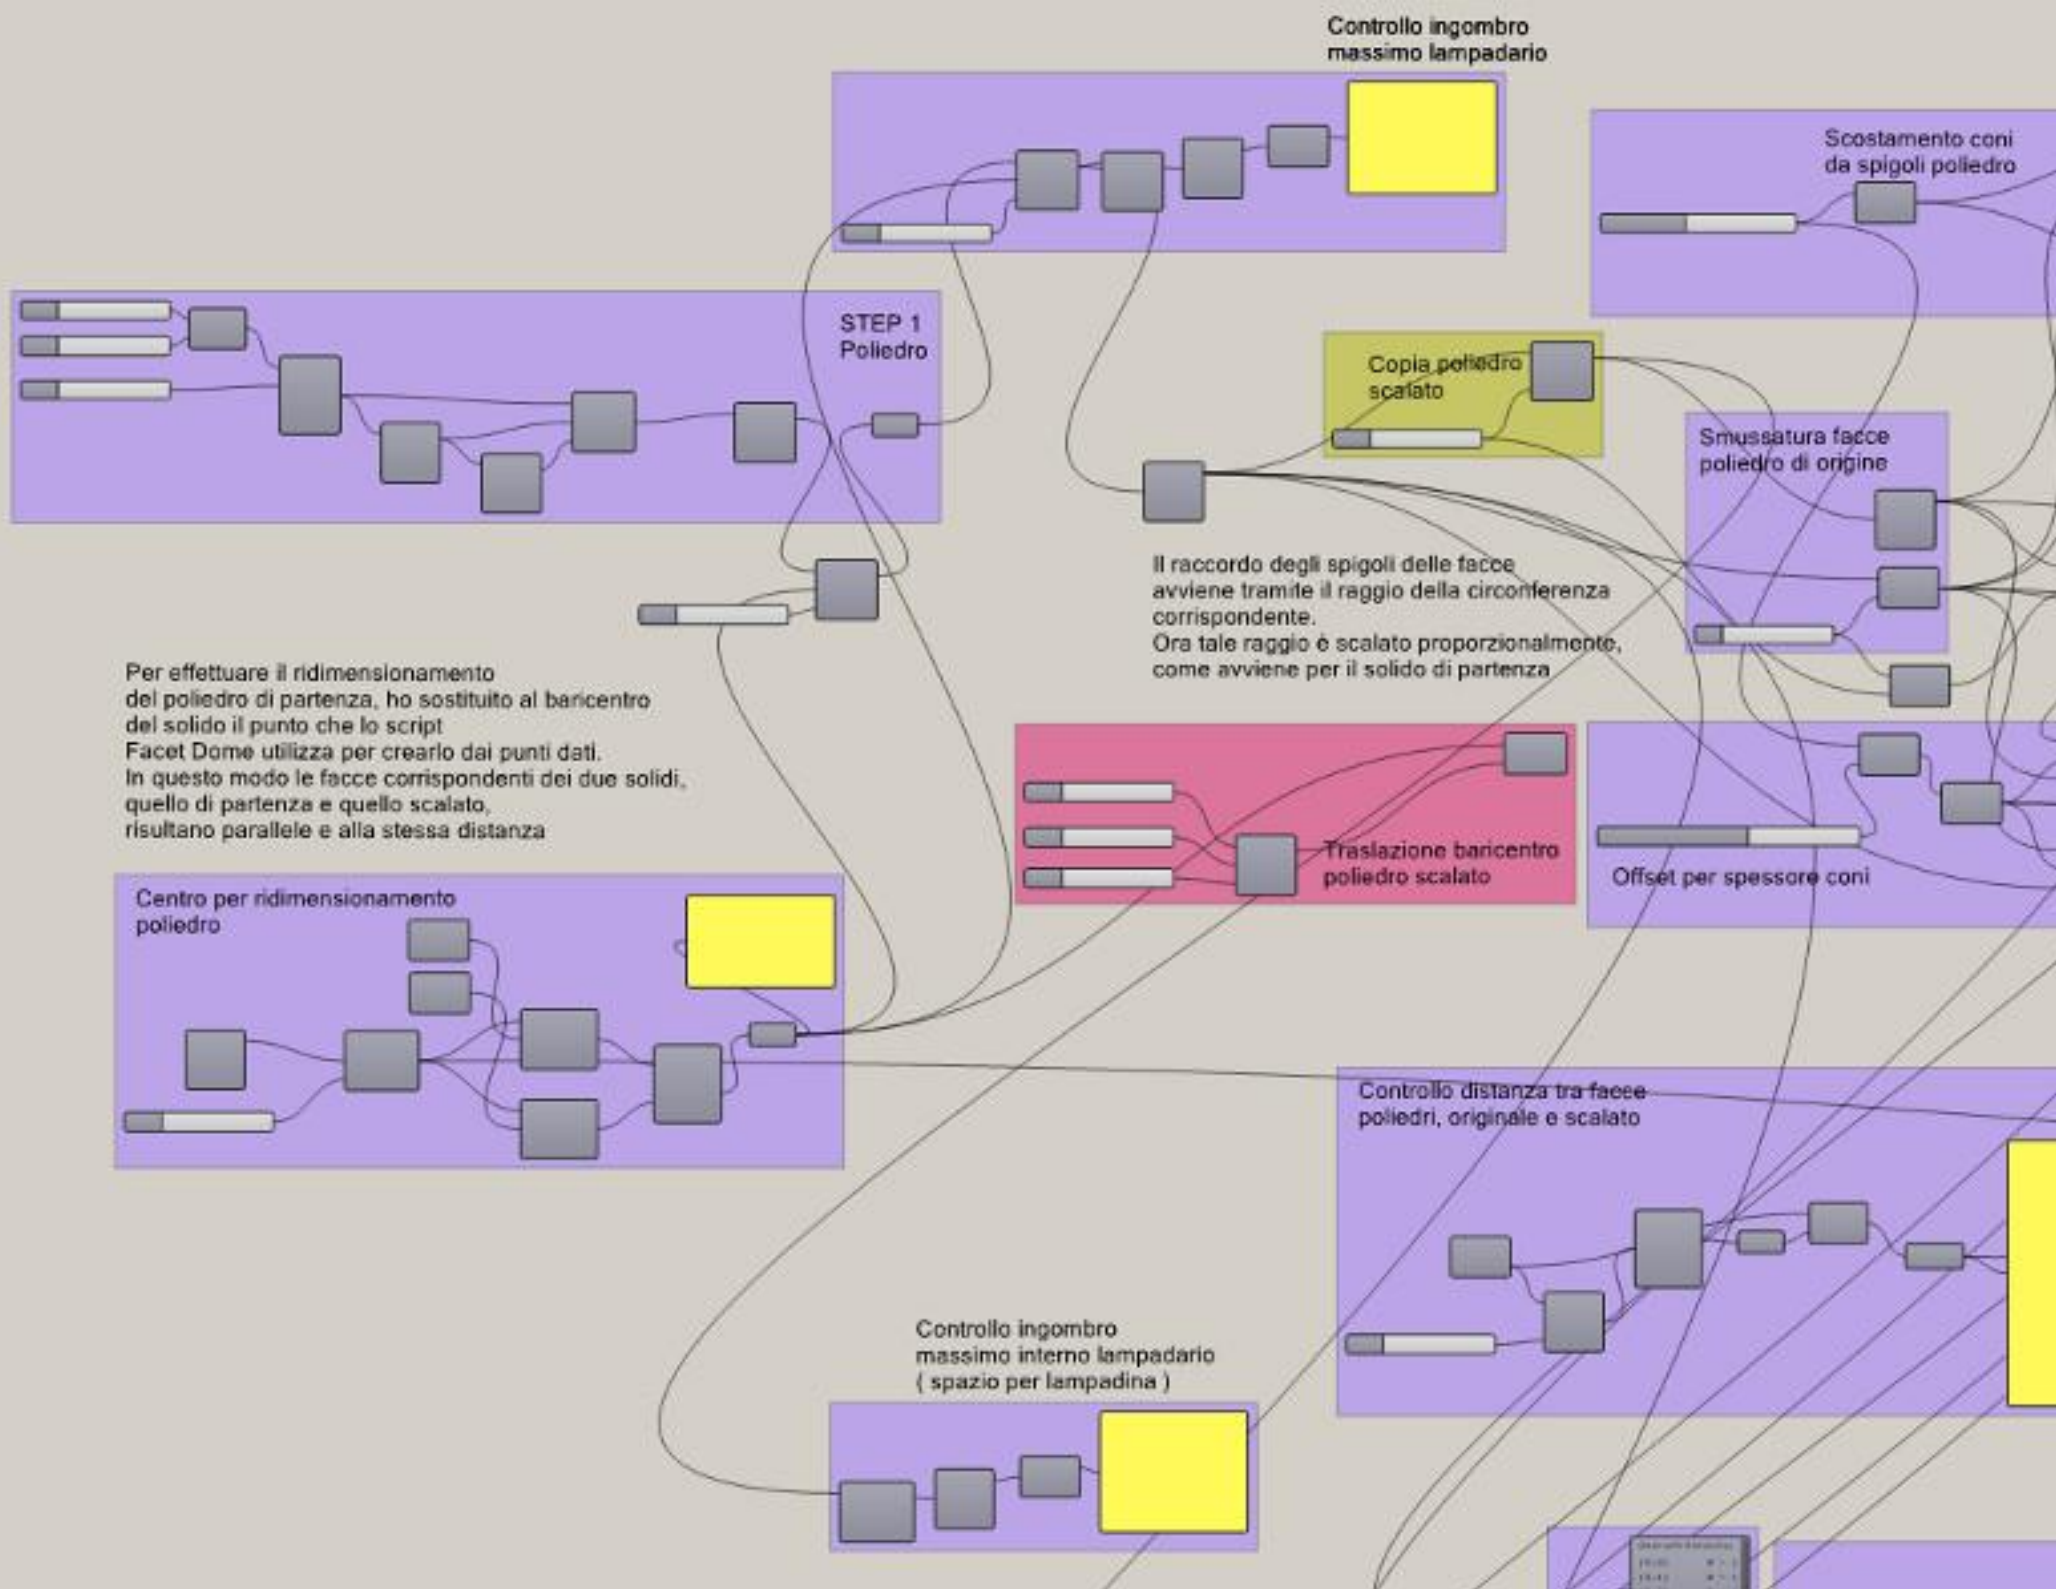 Controllo ingombro
massimo lampadario
Scostamento coni
da spigoli poliedro
STEP 1
Poliedro
Copia poliedro
scalato
Smussatura facce
poliedro di origine
Il raccordo degli spigoli delle facce
avviene tramite il raggio della circonferenza
corrispondente.
Ora tale raggio è scalato proporzionalmente,
come avviene per il solido di partenza
Per effettuare il ridimensionamento
del poliedro di partenza, ho sostituito al baricentro
del solido il punto che lo script
Facet Dome utilizza per crearlo dai punti dati.
In questo modo le facce corrispondenti dei due solidi,
quello di partenza e quello scalato,
risultano parallele e alla stessa distanza
Traslazione baricentro
poliedro scalato
Offset per spessore coni
Centro per ridimensionamento
poliedro
Controllo distanza tra facce
poliedri, originale e scalato
Controllo ingombro
massimo interno lampadario
( spazio per lampadina )